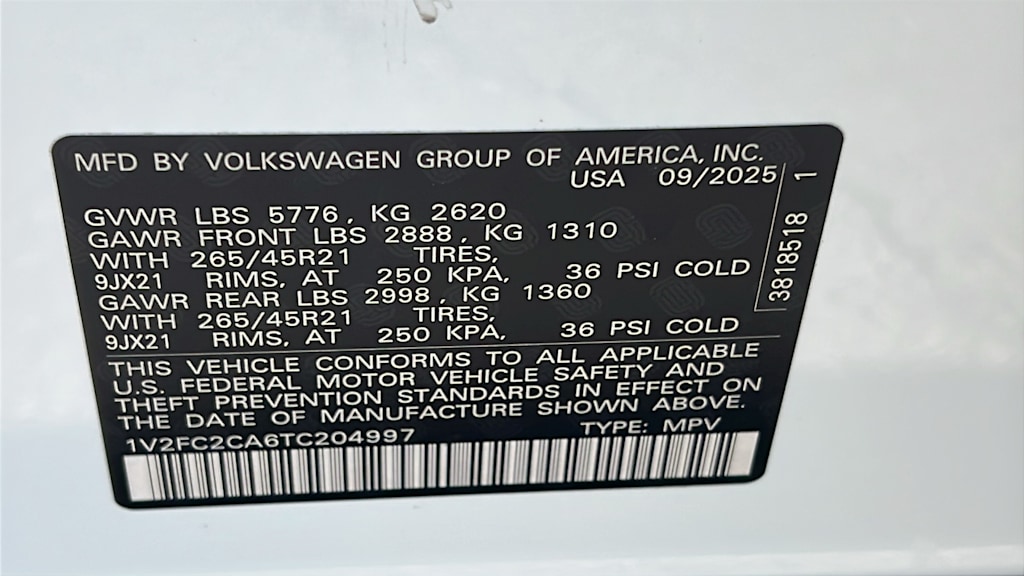 MFD BY VOLKSWAGEN GROUP OF AMERICA, INC.
USA 09/2025
GVWR LBS 5776, KG 2620
GAWR FRONT LBS 2888, KG 1310
WITH 265/45R21 TIRES,
9JX21 RIMS, AT 250 KPA, 36 PSI COLD
GAWR REAR LBS 2998, KG 1360
WITH 265/45R21 TIRES,
9JX21 RIMS, AT 250 KPA, 36 PSI COLD
THIS VEHICLE CONFORMS TO ALL APPLICABLE
U.S. FEDERAL MOTOR VEHICLE SAFETY AND
THEFT PREVENTION STANDARDS IN EFFECT ON
THE DATE OF MANUFACTURE SHOWN ABOVE.
1V2FC2CA6TC204997 TYPE: MPV
3818518 1